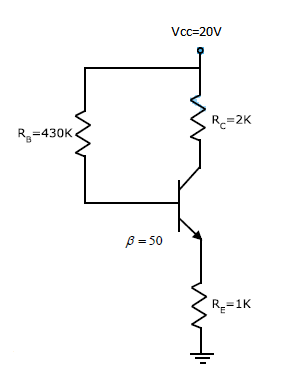 Vcc=20V
R_C=2K
R_B=430K
β = 50
R_E=1K